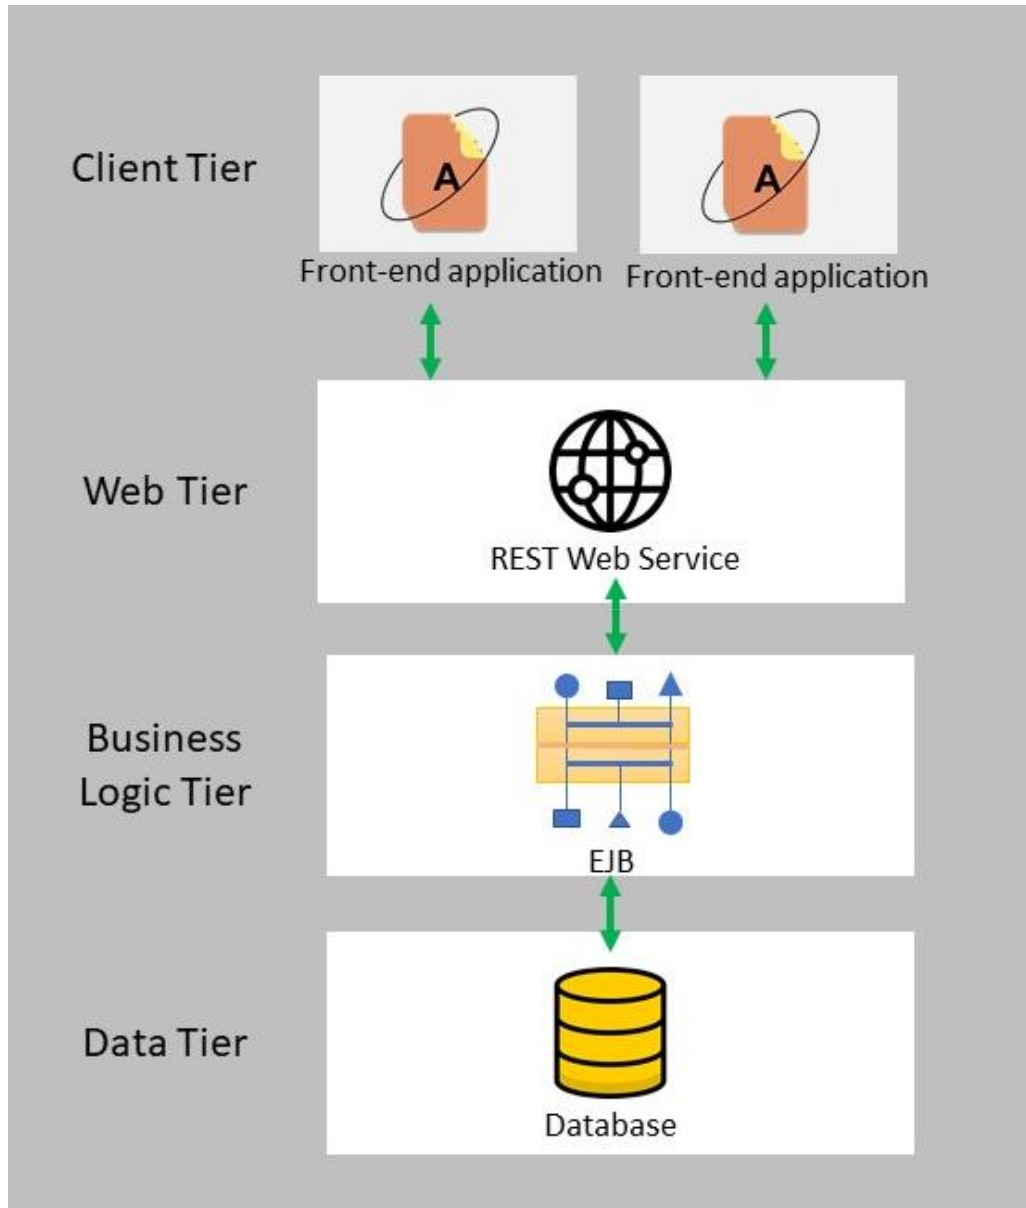 Client Tier
A
A
Front-end application
Front-end application
Web Tier
REST Web Service
Business
Logic Tier
EJB
Data Tier
Database